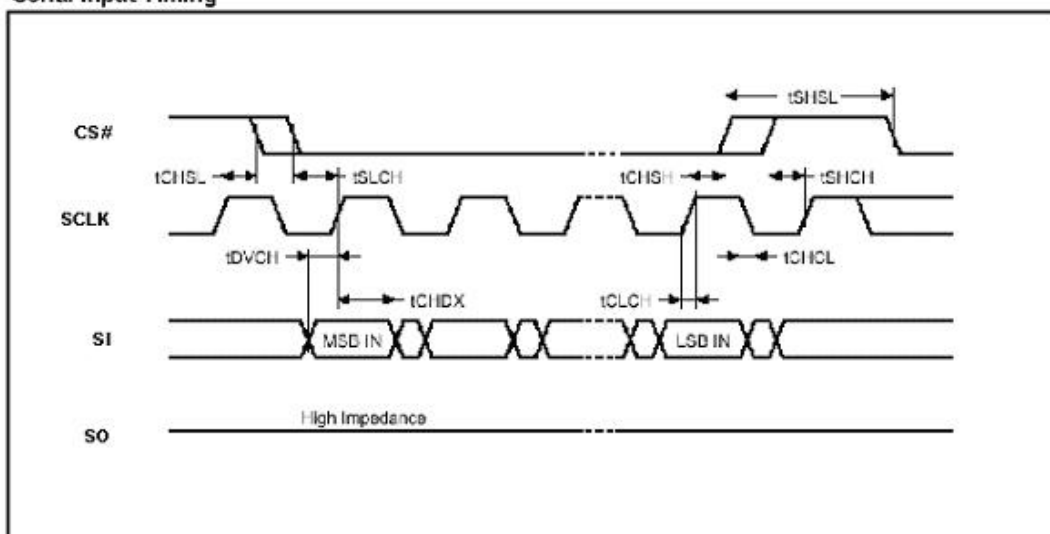 Serial Input Timing
tSHSL
CS#
tCHSL
tSLCH
tCHSH
tSHCH
SCLK
tDVCH
tCHCL
tCHDX
tCLCH
SI
MSB IN
LSB IN
High Impedance
SO